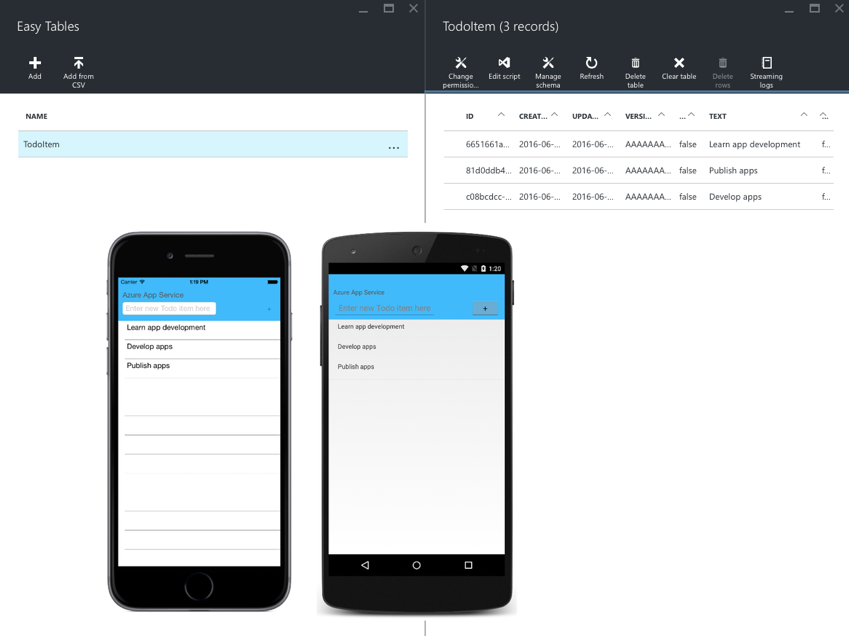 Easy Tables
Add
Add from
CSV
NAME
TodoItem
...
TodoItem (3 records)
Change
permissio...
Edit script
Manage
schema
Refresh
Delete
table
Clear table
Delete
rows
Streaming
logs
ID CREAT... UPDA... VERSI... ... TEXT ...
6651661a... 2016-06-... 2016-06-... AAAAAAA... false Learn app development f...
81d0ddb4... 2016-06-... 2016-06-... AAAAAAA... false Publish apps f...
c08bcdcc-... 2016-06-... 2016-06-... AAAAAAA... false Develop apps f...
Carrier 1:16 PM
Azure App Service
Enter new Todo item here +
Learn app development
Develop apps
Publish apps
1:20
Azure App Service
Enter new Todo item here +
Learn app development
Develop apps
Publish apps